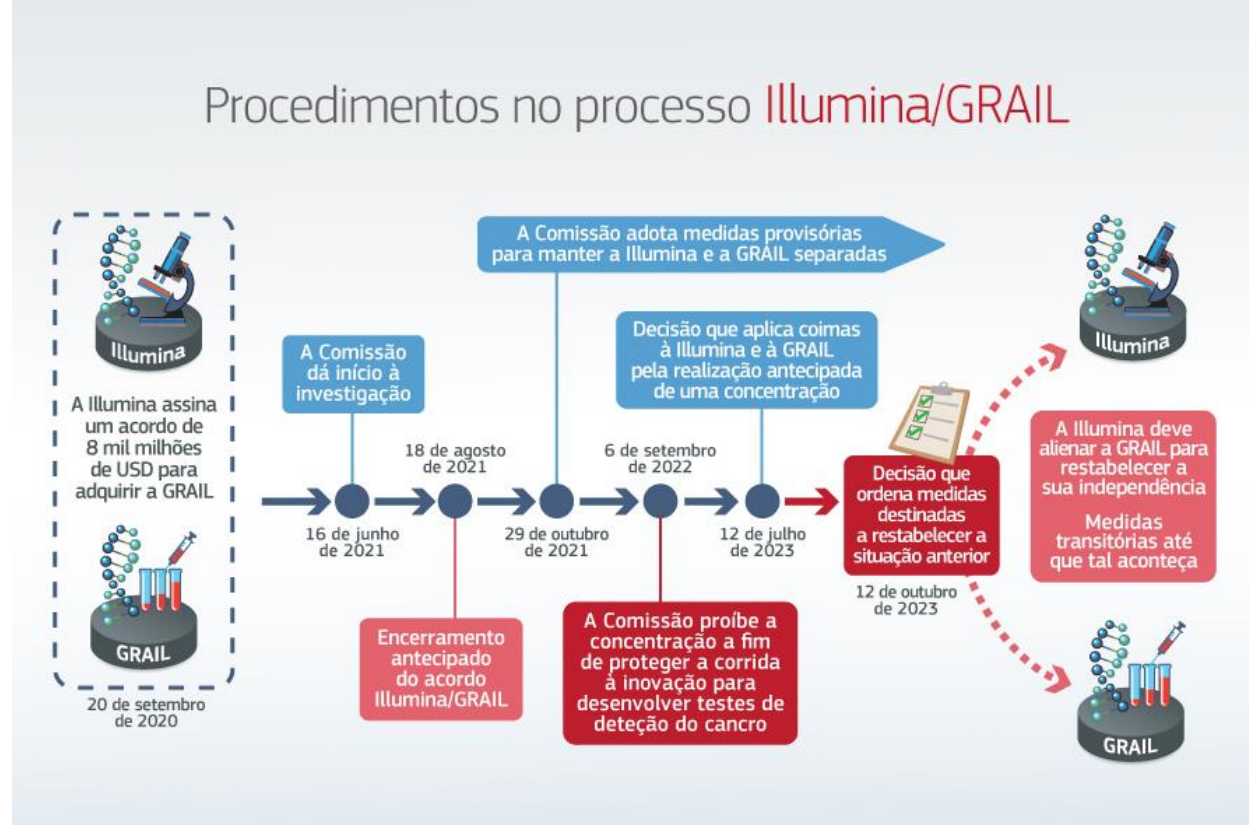 Procedimentos no processo Illumina/GRAIL
Illumina
A Illumina assina
um acordo de
8 mil milhões
de USD para
adquirir a GRAIL
GRAIL
20 de setembro
de 2020
A Comissão
dá início à
investigação
16 de junho
de 2021
18 de agosto
de 2021
Encerramento
antecipado
do acordo
Illumina/GRAIL
A Comissão adota medidas provisórias
para manter a Illumina e a GRAIL separadas
29 de outubro
de 2021
6 de setembro
de 2022
A Comissão proíbe a
concentração a fim
de proteger a corrida
à inovação para
desenvolver testes de
deteção do cancro
Decisão que aplica coimas
à Illumina e à GRAIL
pela realização antecipada
de uma concentração
12 de julho
de 2023
Decisão que
ordena medidas
destinadas
a restabelecer a
situação anterior
12 de outubro
de 2023
Illumina
A Illumina deve
alienar a GRAIL para
restabelecer a
sua independência
Medidas
transitórias até
que tal aconteça
GRAIL